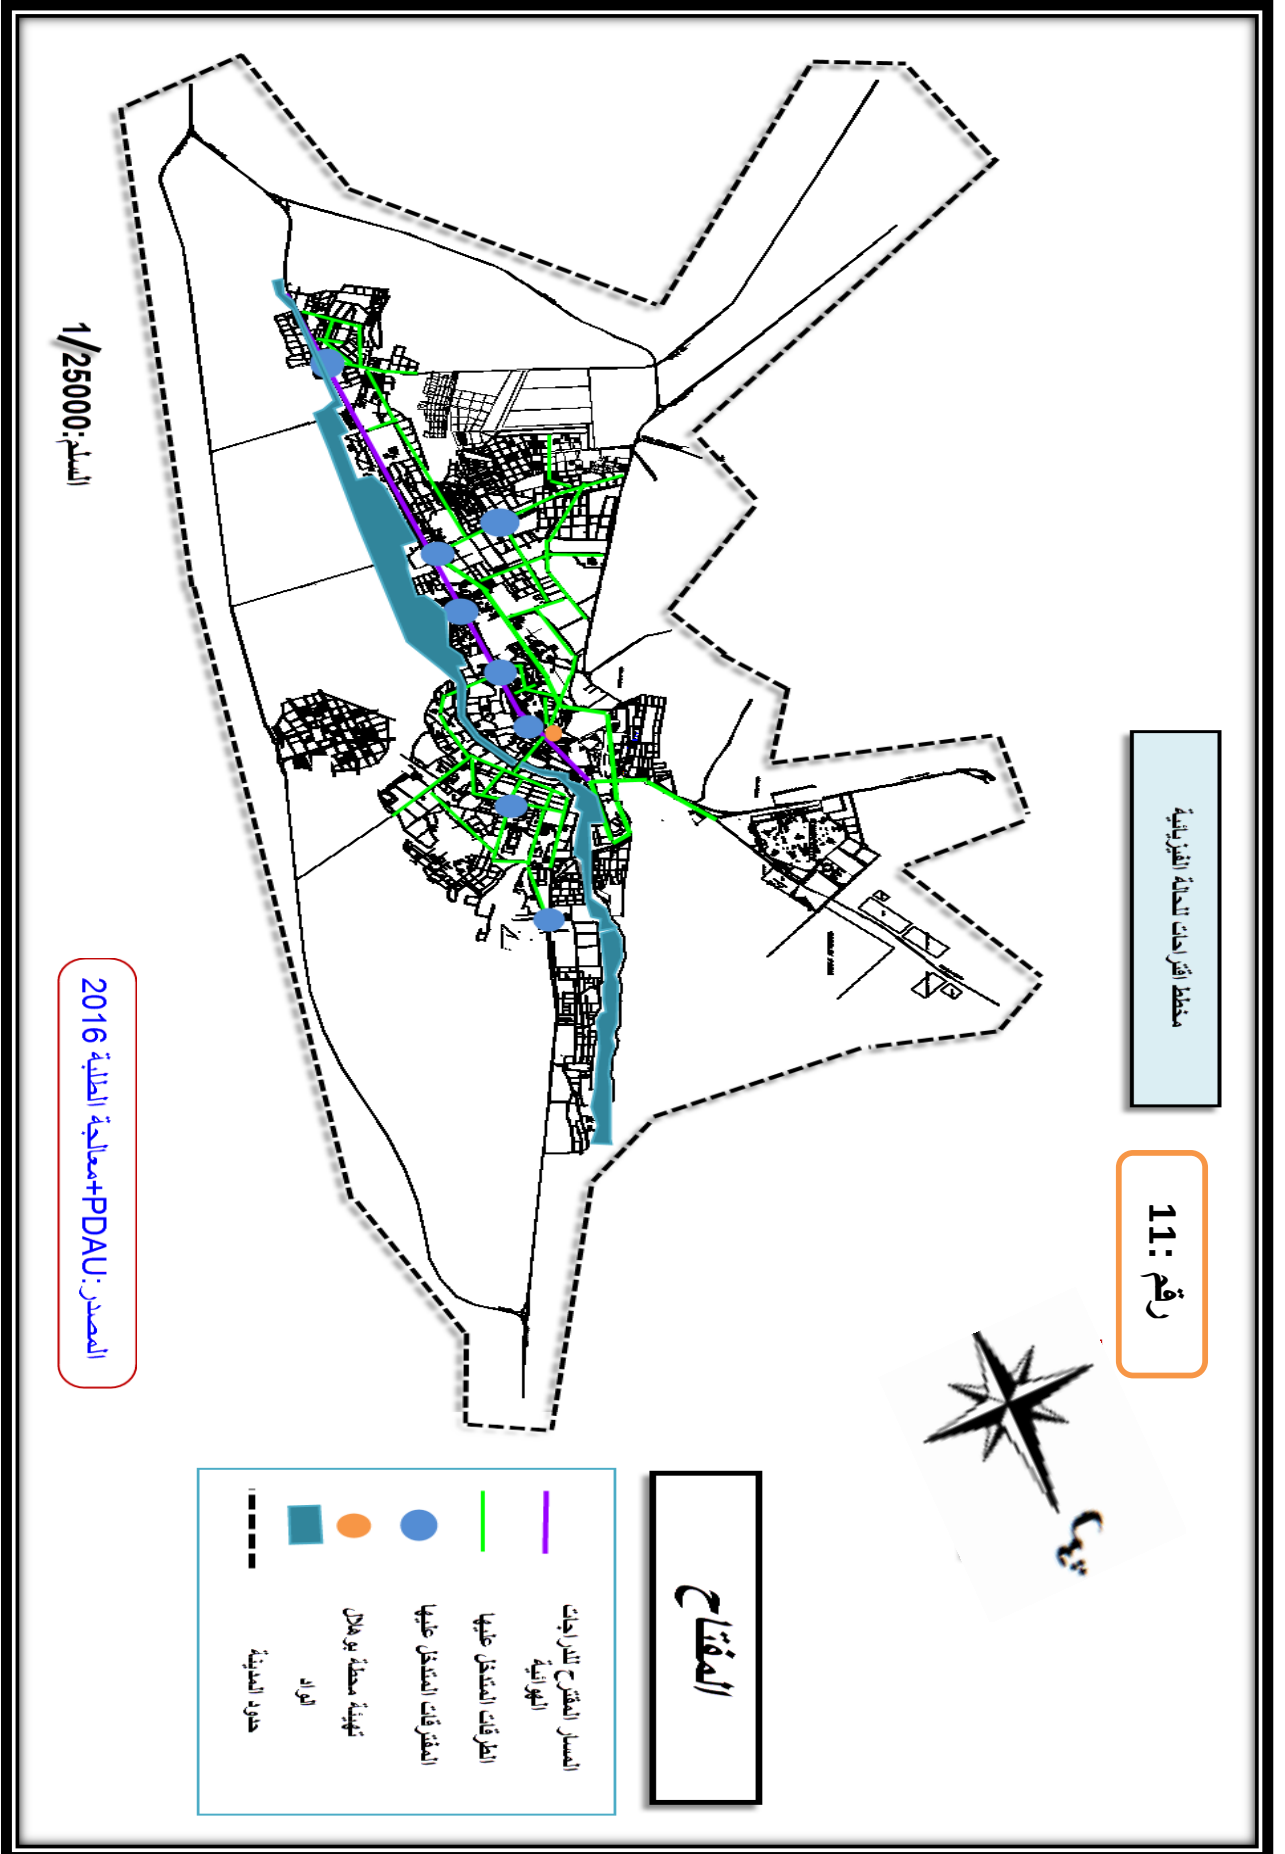 مخطط اقتراحات للحالة الفيزيائية
رقم :11
ش
المفتاح
المسار المقترح للدراجات
الهوائية
الطرقات المتدخل عليها
المفترقات المتدخل عليها
تهيئة محطة بوهلال
الواد
حدود المدينة
السلم:1/25000
المصدر:PDAU+معالجة الطلبة 2016